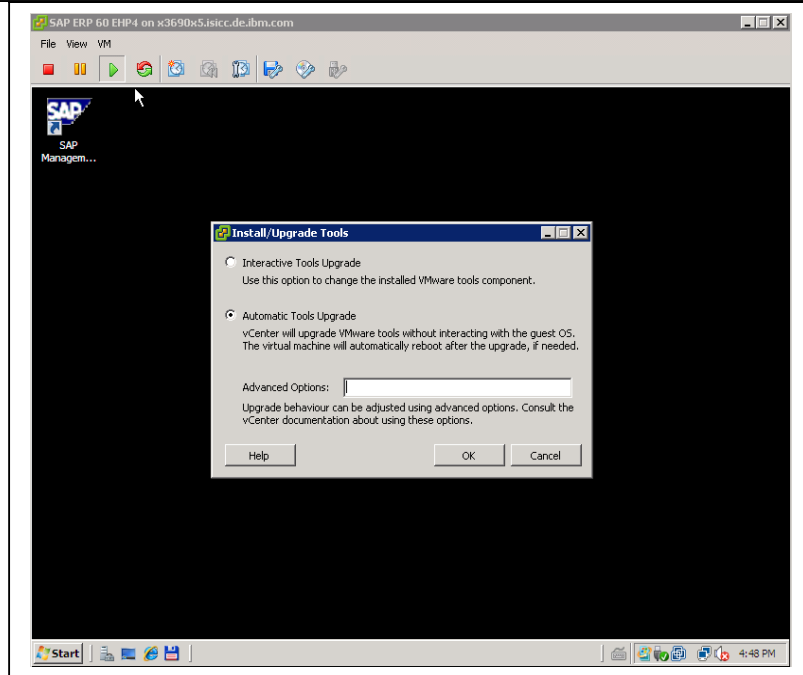 SAP ERP 60 EHP4 on x3690x5.isicc.de.ibm.com
File View VM
SAP
SAP
Managem...
Install/Upgrade Tools
Interactive Tools Upgrade
Use this option to change the installed VMware tools component.
Automatic Tools Upgrade
vCenter will upgrade VMware tools without interacting with the guest OS.
The virtual machine will automatically reboot after the upgrade, if needed.
Advanced Options:
Upgrade behaviour can be adjusted using advanced options. Consult the
vCenter documentation about using these options.
Help OK Cancel
Start 4:48 PM